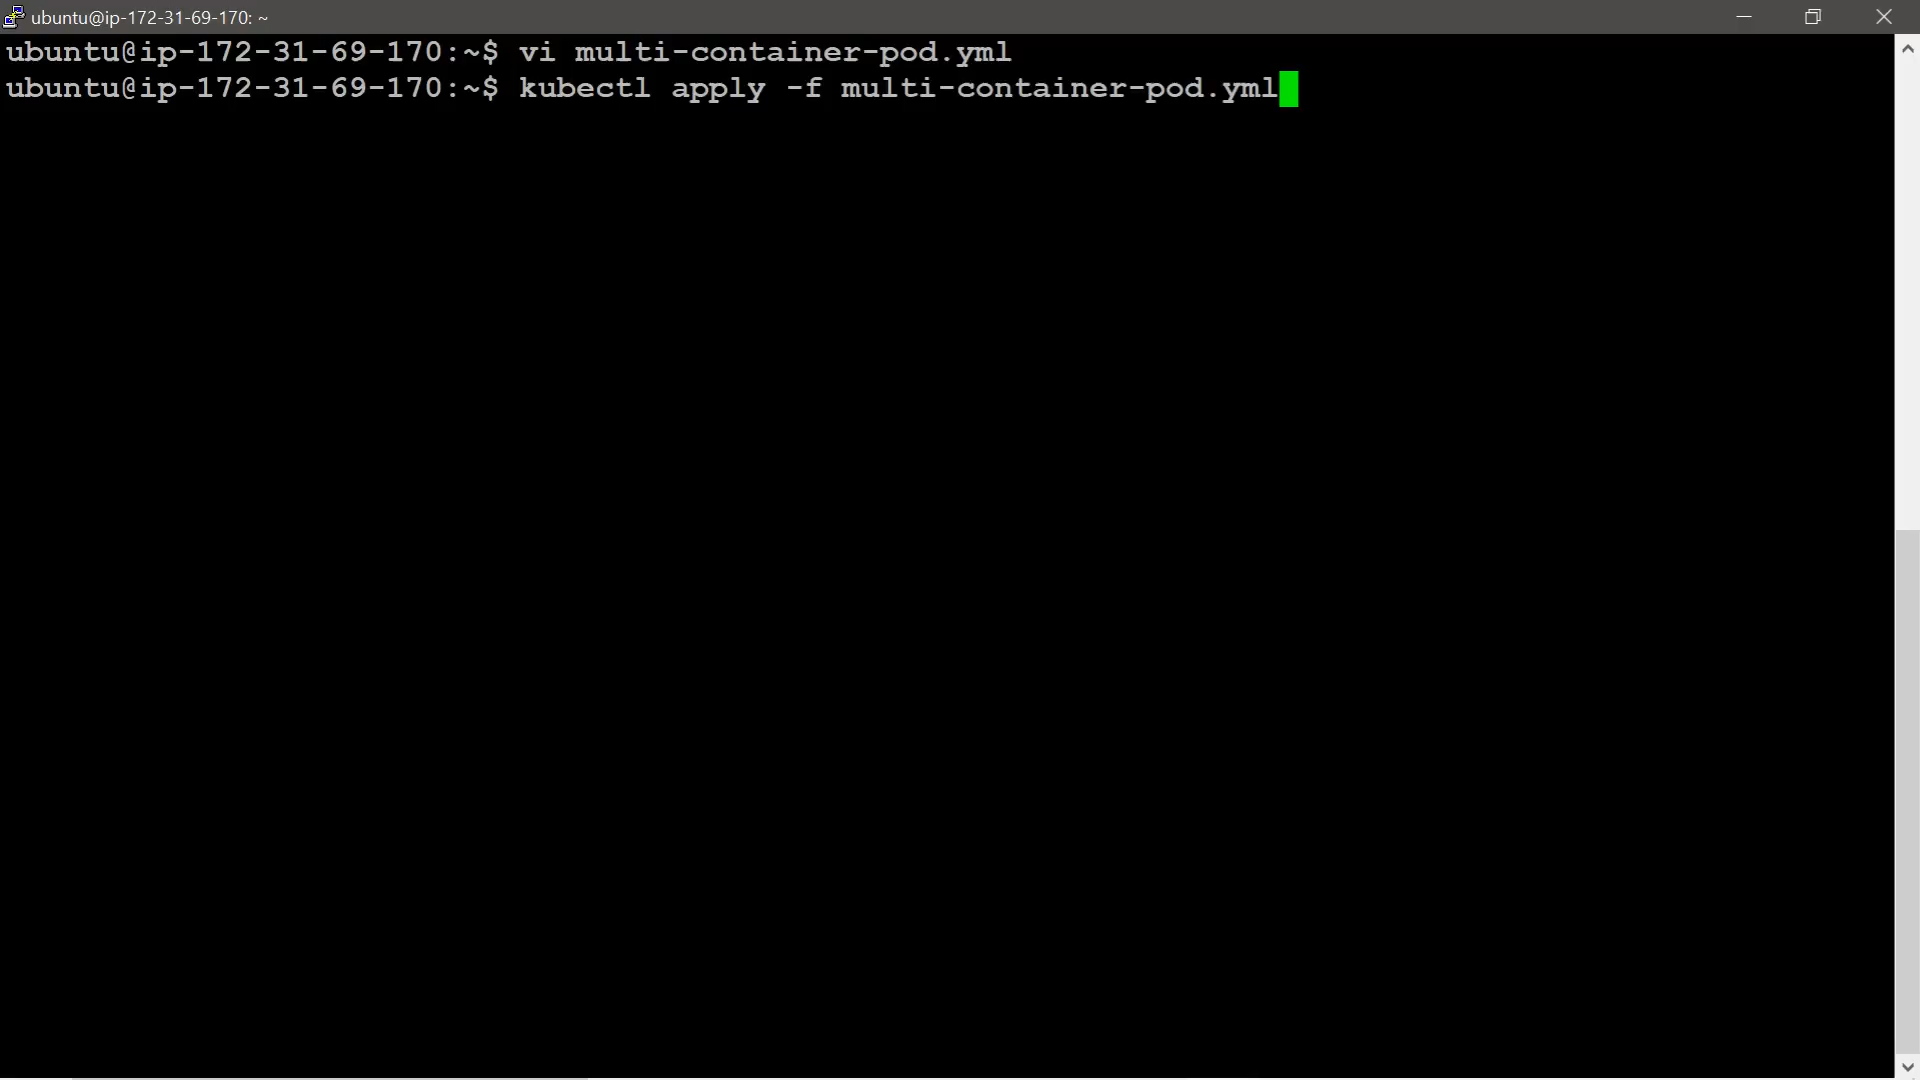 ubuntu@ip-172-31-69-170: ~
ubuntu@ip-172-31-69-170:~$ vi multi-container-pod.yml
ubuntu@ip-172-31-69-170:~$ kubectl apply -f multi-container-pod.yml